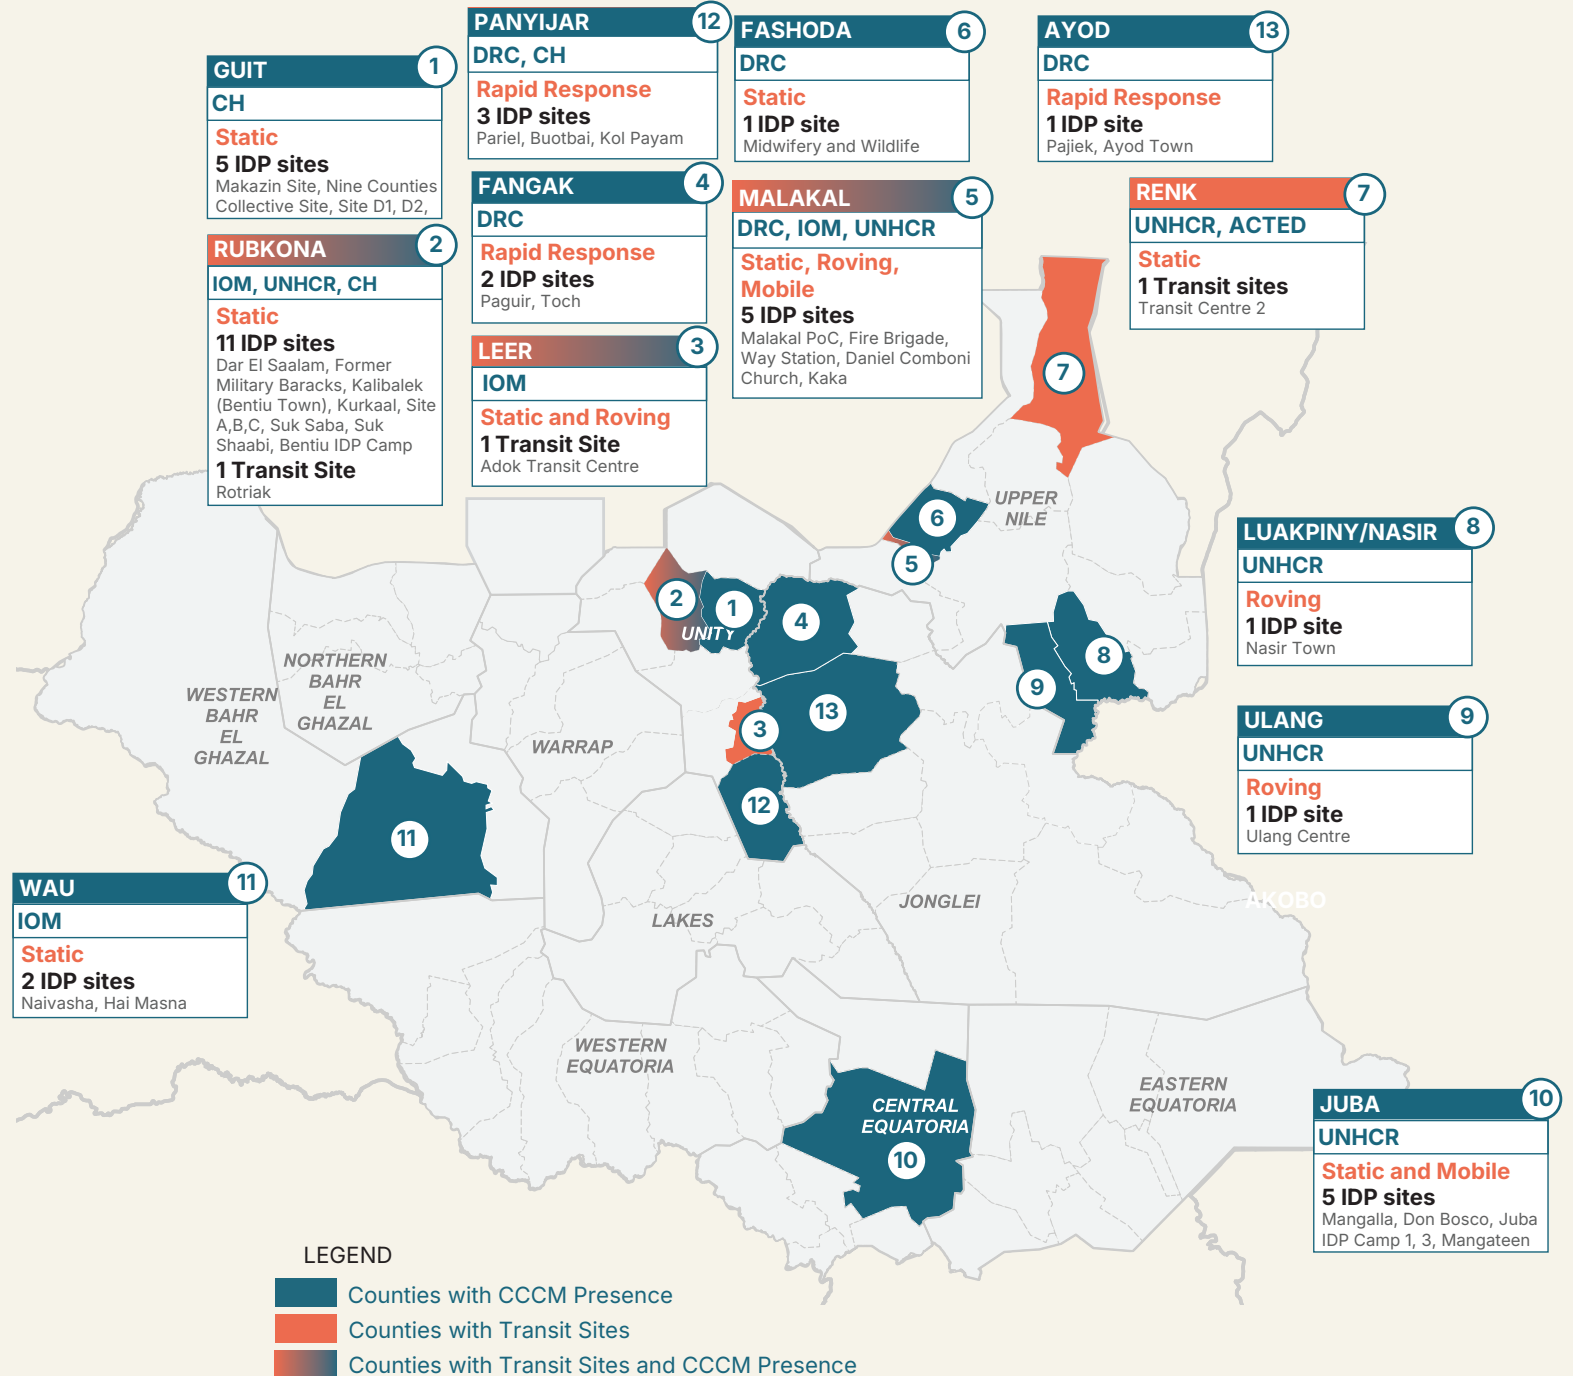 GUIT
1
CH
Static
5 IDP sites
Makazin Site, Nine Counties
Collective Site, Site D1, D2,
RUBKONA
2
IOM, UNHCR, CH
Static
11 IDP sites
Dar El Saalam, Former
Military Baracks, Kalibalek
(Bentiu Town), Kurkaal, Site
A,B,C, Suk Saba, Suk
Shaabi, Bentiu IDP Camp
1 Transit Site
Rotriak
PANYIJAR
12
DRC, CH
Rapid Response
3 IDP sites
Pariel, Buotbai, Kol Payam
FANGAK
4
DRC
Rapid Response
2 IDP sites
Paguir, Toch
LEER
3
IOM
Static and Roving
1 Transit Site
Adok Transit Centre
FASHODA
6
DRC
Static
1 IDP site
Midwifery and Wildlife
MALAKAL
5
DRC, IOM, UNHCR
Static, Roving,
Mobile
5 IDP sites
Malakal PoC, Fire Brigade,
Way Station, Daniel Comboni
Church, Kaka
AYOD
13
DRC
Rapid Response
1 IDP site
Pajiek, Ayod Town
RENK
7
UNHCR, ACTED
Static
1 Transit sites
Transit Centre 2
LUAKPINY/NASIR
8
UNHCR
Roving
1 IDP site
Nasir Town
ULANG
9
UNHCR
Roving
1 IDP site
Ulang Centre
WAU
11
IOM
Static
2 IDP sites
Naivasha, Hai Masna
JUBA
10
UNHCR
Static and Mobile
5 IDP sites
Mangalla, Don Bosco, Juba
IDP Camp 1, 3, Mangateen
7
UPPER
NILE
6
5
2
1
UNITY
4
8
9
13
3
12
11
NORTHERN
BAHR
EL
GHAZAL
WESTERN
BAHR
EL
GHAZAL
WARRAP
LAKES
JONGLEI
AKOBO
WESTERN
EQUATORIA
CENTRAL
EQUATORIA
10
EASTERN
EQUATORIA
LEGEND
Counties with CCCM Presence
Counties with Transit Sites
Counties with Transit Sites and CCCM Presence